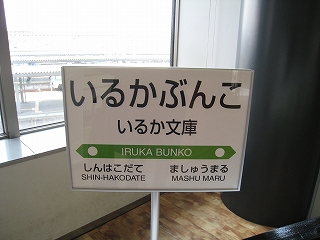 いるかぶんこ
いるか文庫
IRUKA BUNKO
しんはこだて ましゅうまる
SHIN-HAKODATE MASHU MARU